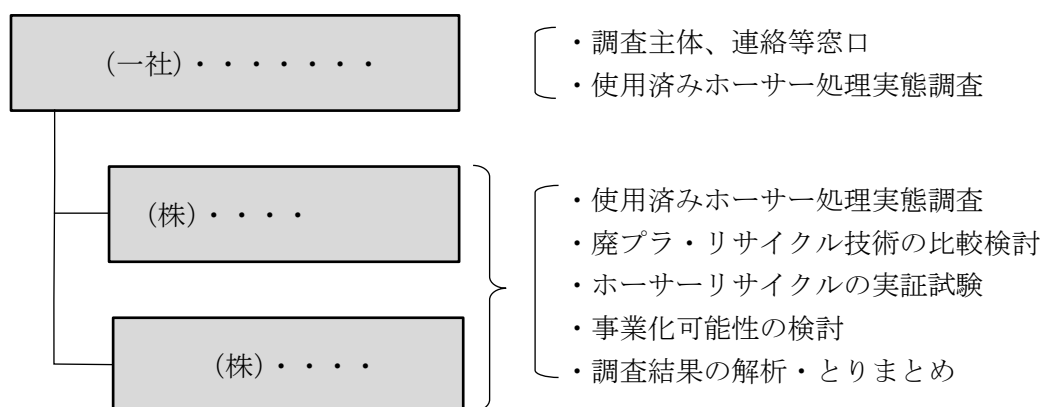 (一社)・・・・・・・
・調査主体、連絡等窓口
・使用済みホーサー処理実態調査
(株)・・・・
(株)・・・・
・使用済みホーサー処理実態調査
・廃プラ・リサイクル技術の比較検討
・ホーサーリサイクルの実証試験
・事業化可能性の検討
・調査結果の解析・とりまとめ